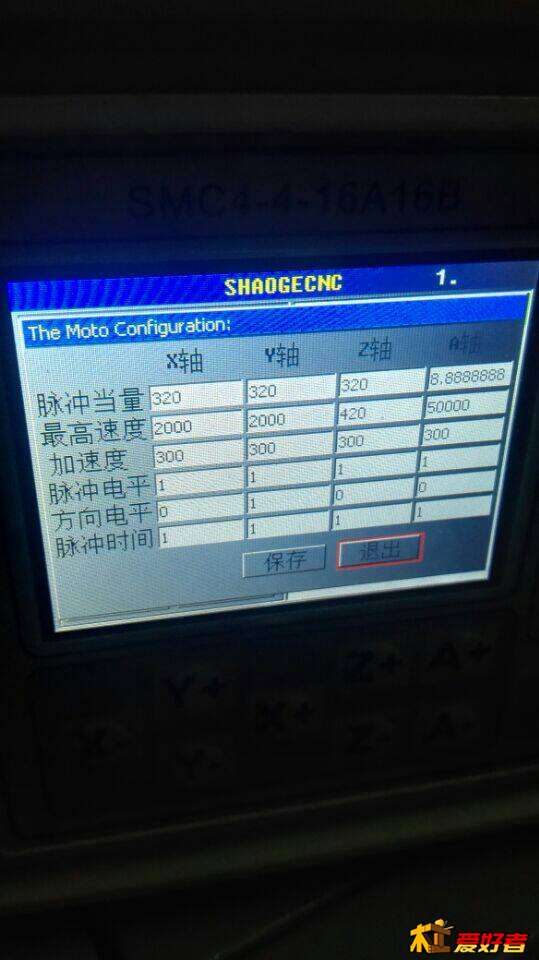 SMC4-4-16A16B
SHAOGECNC 1.
The Moto Configuration:
X轴 Y轴 Z轴 A轴
脉冲当量 320 320 320 8.8888888
最高速度 2000 2000 420 50000
加速度 300 300 300 300
脉冲电平 1 1 1 1
方向电平 0 1 0 0
脉冲时间 1 1 1 1
保存 退出
Y+ X+ Z+ A+
X- Y- Z- A-
爱好者